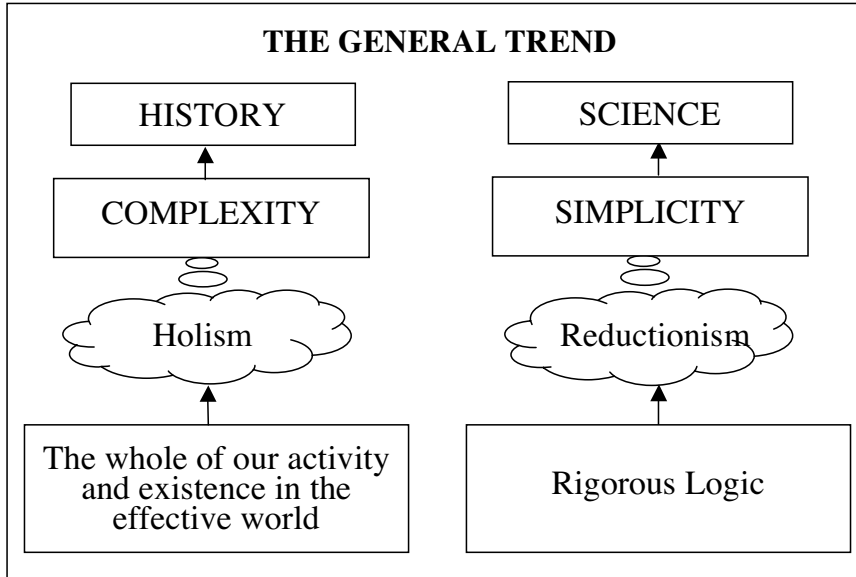 THE GENERAL TREND
HISTORY
COMPLEXITY
Holism
The whole of our activity
and existence in the
effective world
SCIENCE
SIMPLICITY
Reductionism
Rigorous Logic